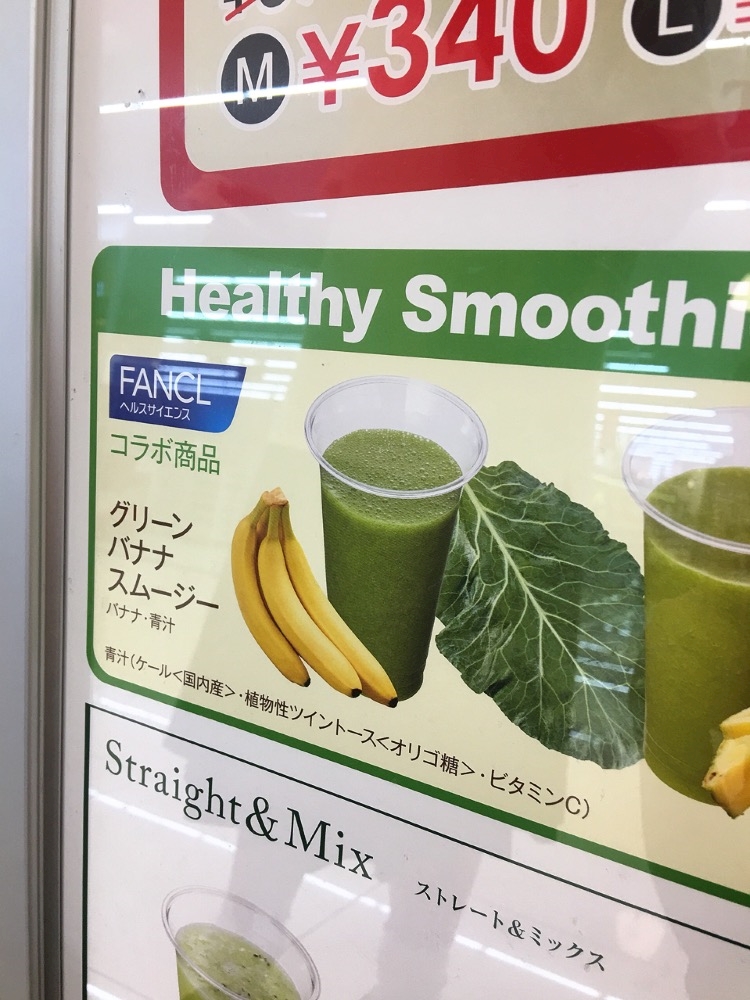 M ¥340 L
Healthy Smoothi
FANCL
ヘルスサイエンス
コラボ商品
グリーン
バナナ
スムージー
バナナ・青汁
青汁(ケール<国内産>・植物性ツイントース<オリゴ糖>・ビタミンC)
Straight&Mix
ストレート&ミックス